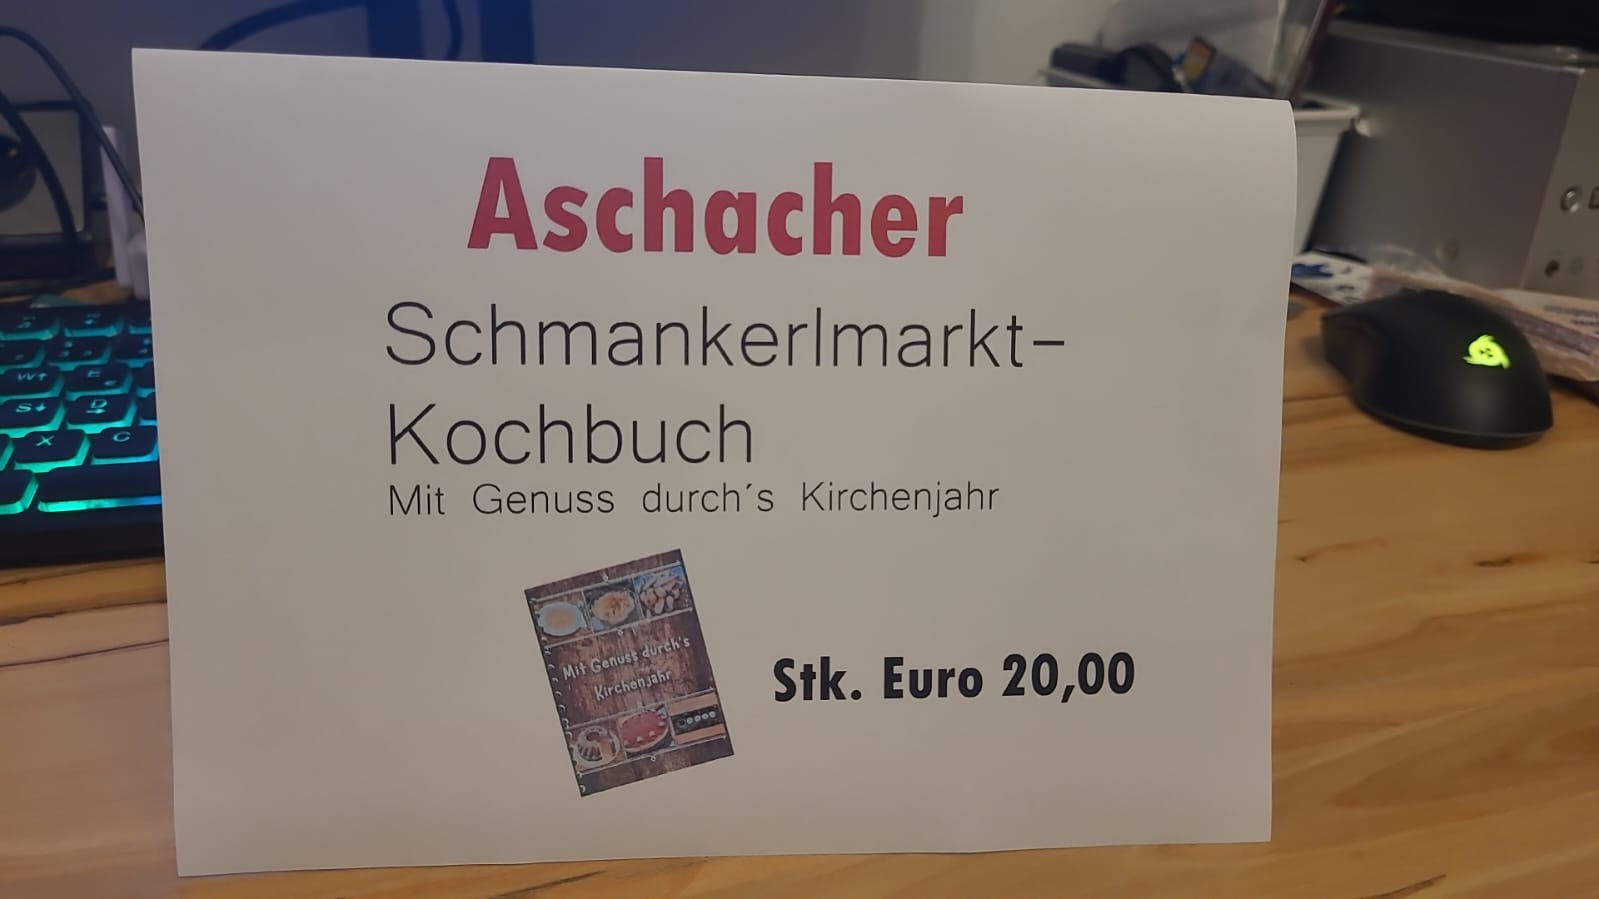 Aschacher
Schmankerlmarkt-
Kochbuch
Mit Genuss durch´s Kirchenjahr
Mit Genuss durch's
Kirchenjahr
Stk. Euro 20,00
W
E
€
S
D
X
C